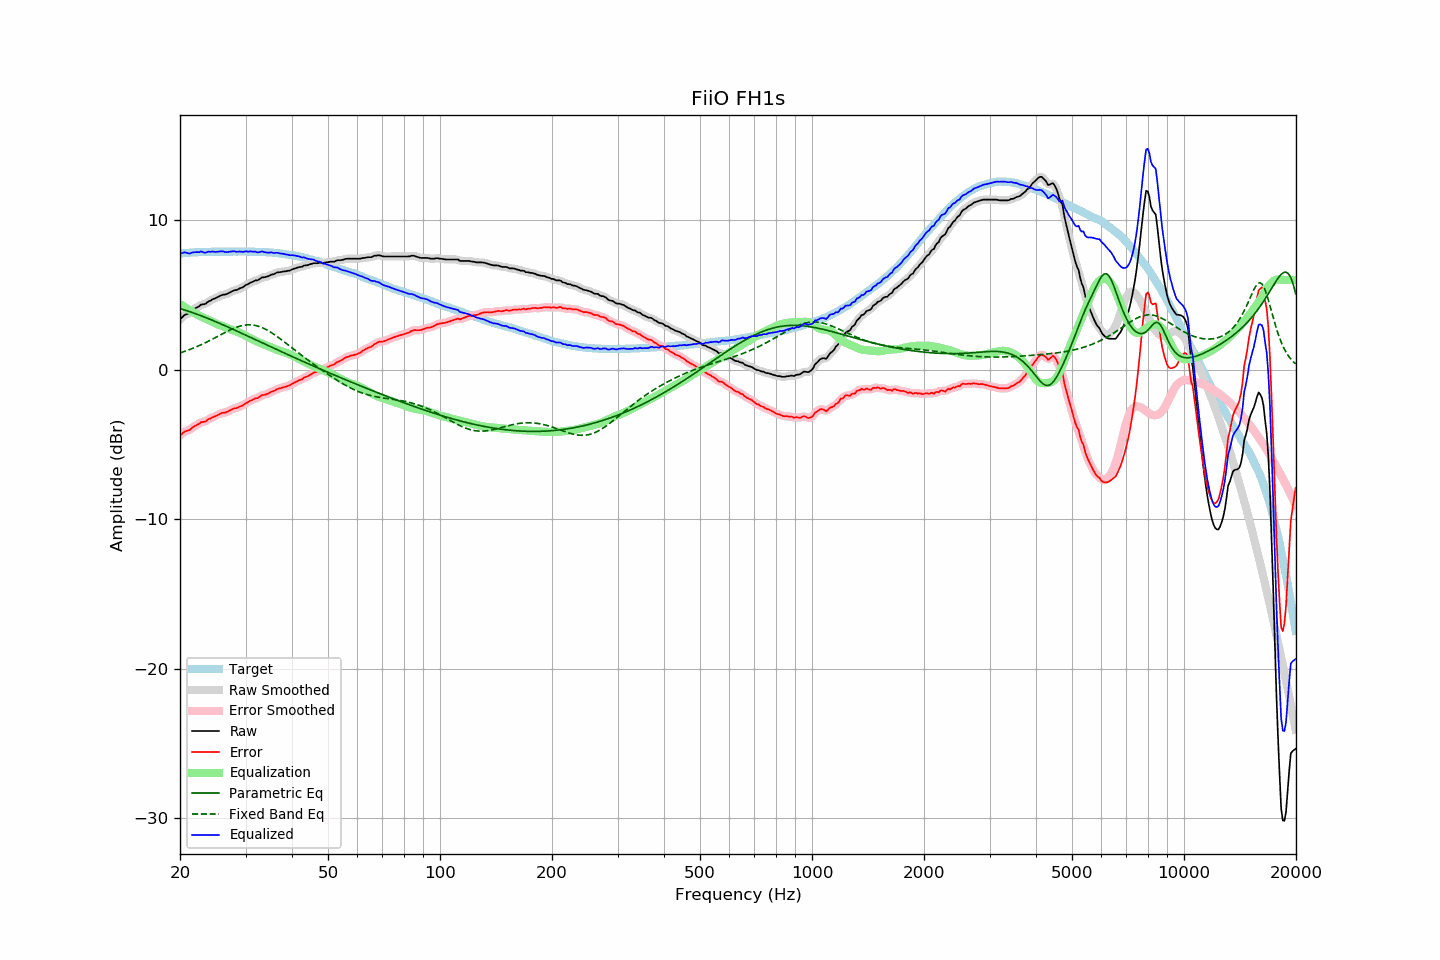 FiiO FH1s
Amplitude (dBr)
10
0
−10
−20
−30
Target
Raw Smoothed
Error Smoothed
Raw
Error
Equalization
Parametric Eq
Fixed Band Eq
Equalized
20 50 100 200 500 1000 2000 5000 10000 20000
Frequency (Hz)